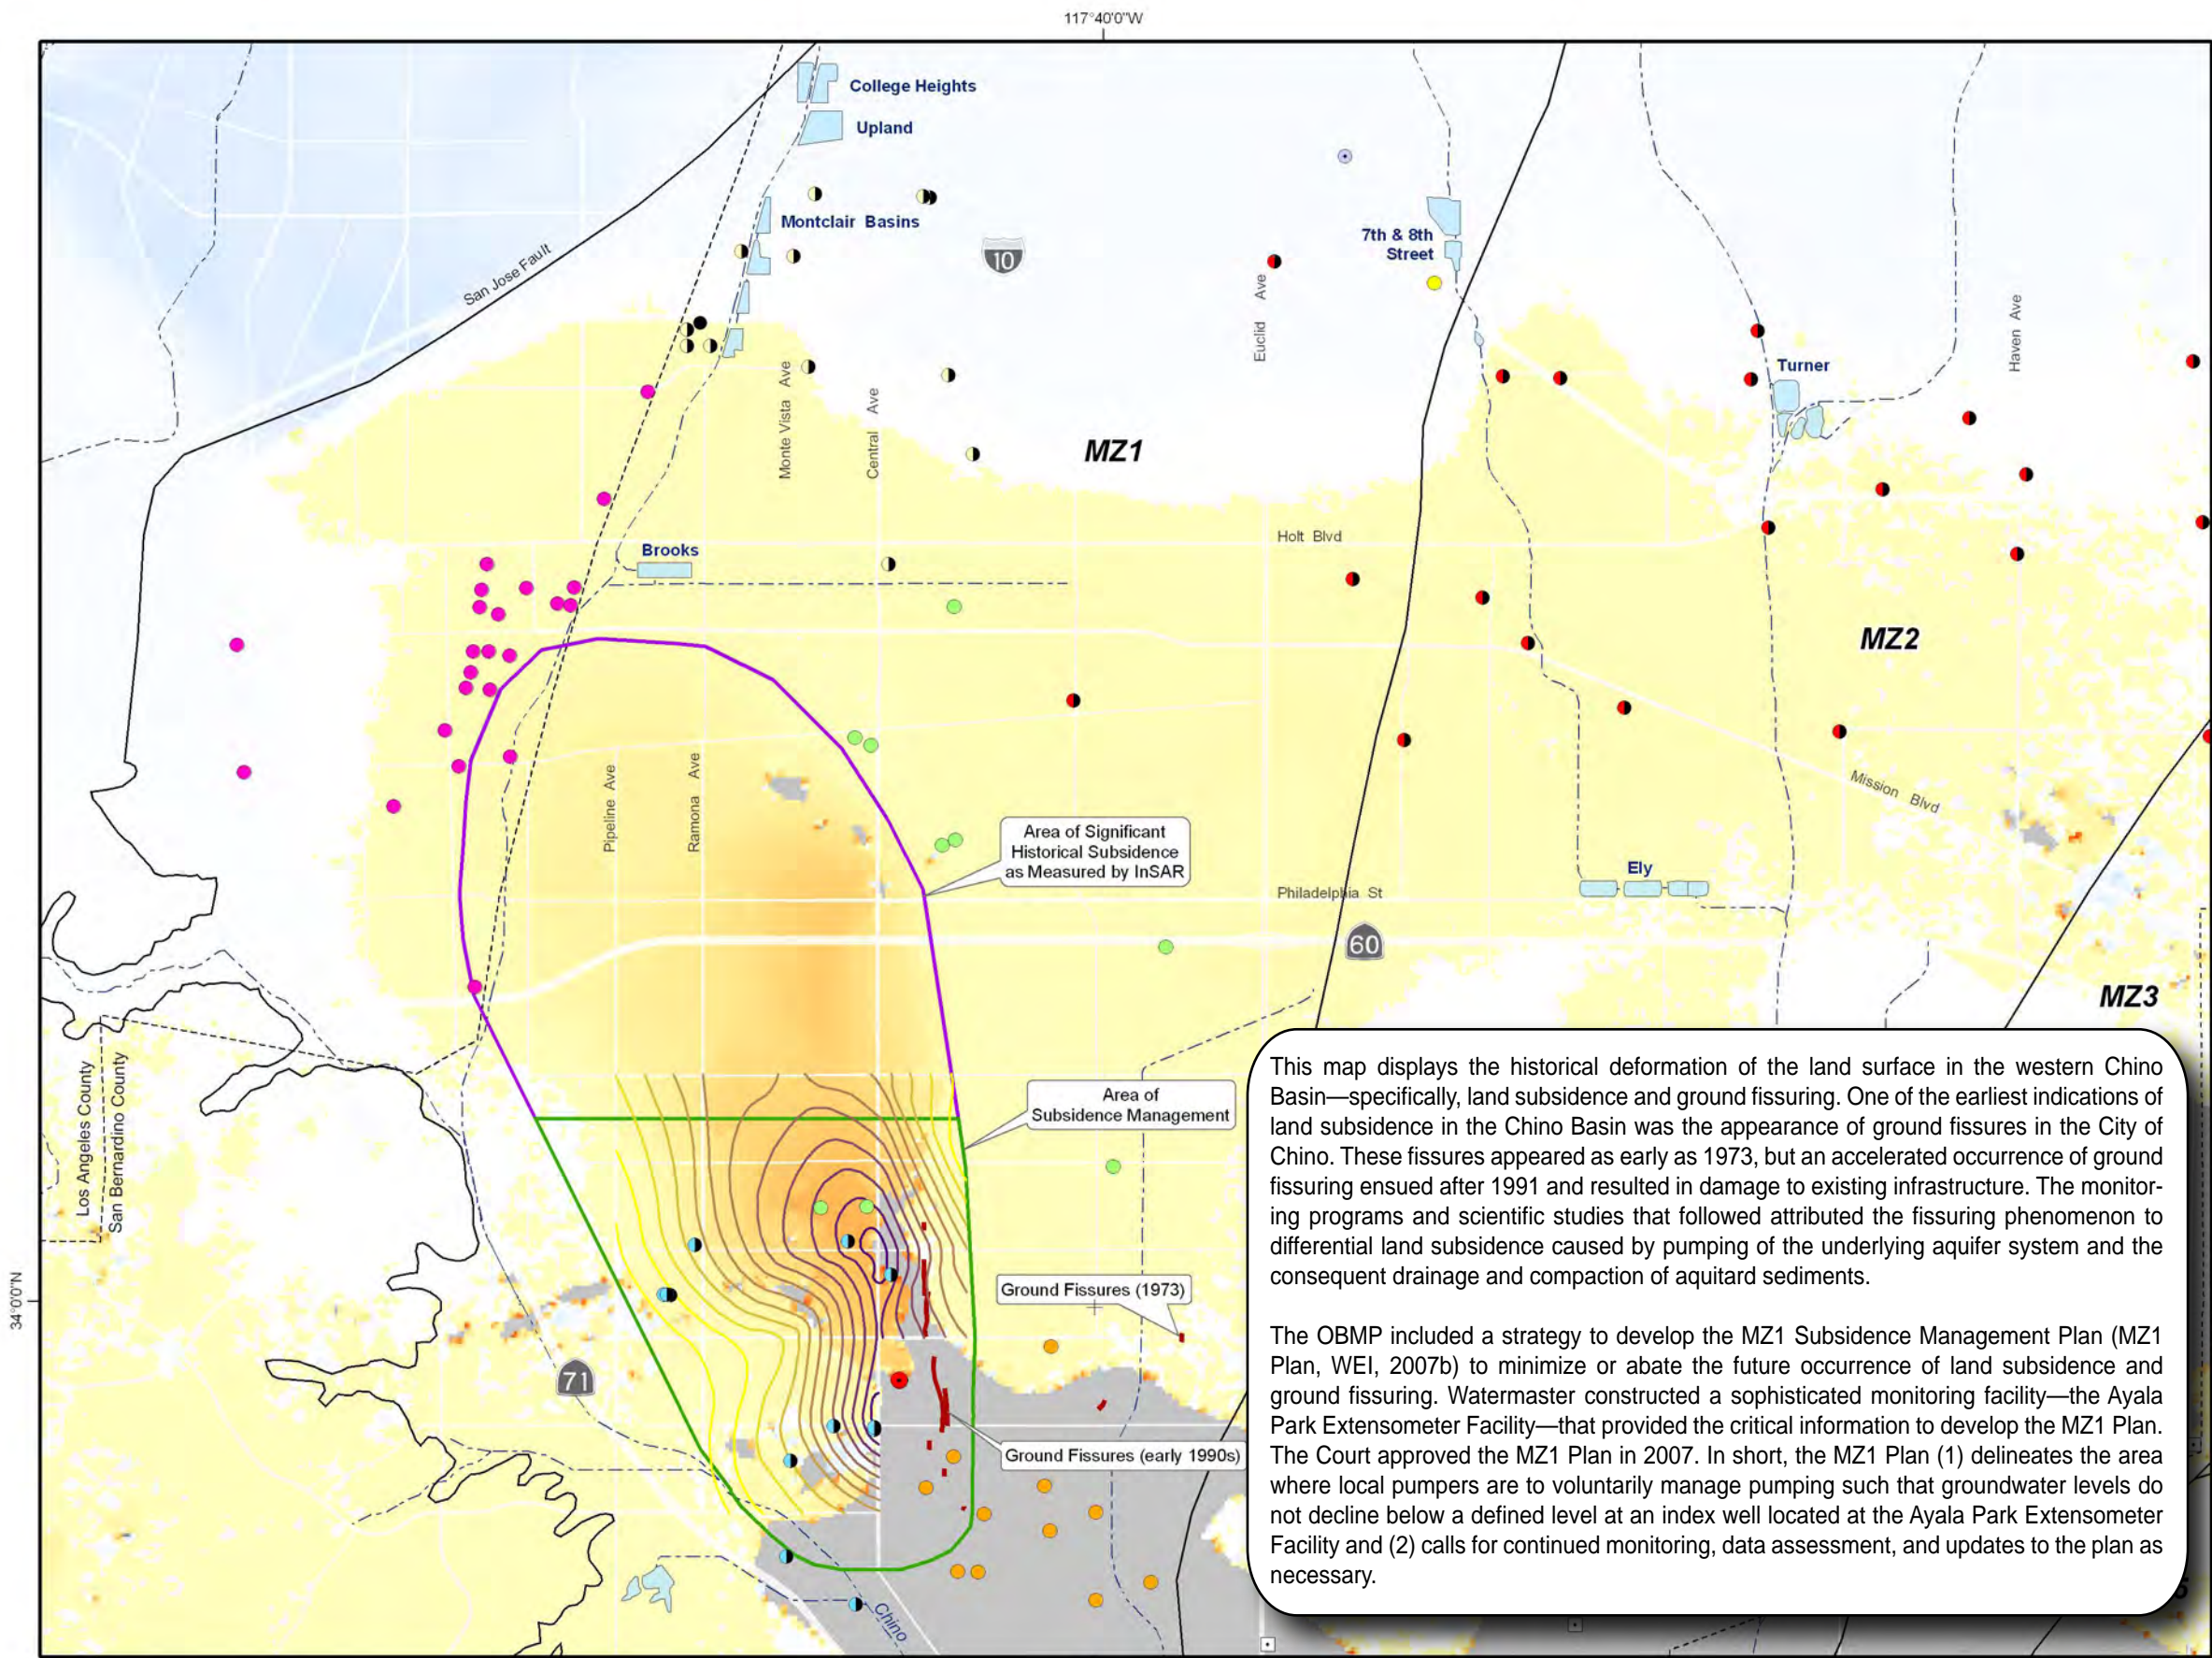 117°40'0"W
College Heights
Upland
Montclair Basins
10
7th & 8th
Street
San Jose Fault
Euclid Ave
Haven Ave
Turner
Monte Vista Ave
Central Ave
MZ1
Holt Blvd
Brooks
MZ2
Pipeline Ave
Ramona Ave
Mission Blvd
Area of Significant
Historical Subsidence
as Measured by InSAR
Ely
Philadelphia St
60
MZ3
Los Angeles County
San Bernardino County
Area of
Subsidence Management
34°0'0"N
Ground Fissures (1973)
71
Ground Fissures (early 1990s)
Chino
This map displays the historical deformation of the land surface in the western Chino
Basin—specifically, land subsidence and ground fissuring. One of the earliest indications of
land subsidence in the Chino Basin was the appearance of ground fissures in the City of
Chino. These fissures appeared as early as 1973, but an accelerated occurrence of ground
fissuring ensued after 1991 and resulted in damage to existing infrastructure. The monitor-
ing programs and scientific studies that followed attributed the fissuring phenomenon to
differential land subsidence caused by pumping of the underlying aquifer system and the
consequent drainage and compaction of aquitard sediments.
The OBMP included a strategy to develop the MZ1 Subsidence Management Plan (MZ1
Plan, WEI, 2007b) to minimize or abate the future occurrence of land subsidence and
ground fissuring. Watermaster constructed a sophisticated monitoring facility—the Ayala
Park Extensometer Facility—that provided the critical information to develop the MZ1 Plan.
The Court approved the MZ1 Plan in 2007. In short, the MZ1 Plan (1) delineates the area
where local pumpers are to voluntarily manage pumping such that groundwater levels do
not decline below a defined level at an index well located at the Ayala Park Extensometer
Facility and (2) calls for continued monitoring, data assessment, and updates to the plan as
necessary.